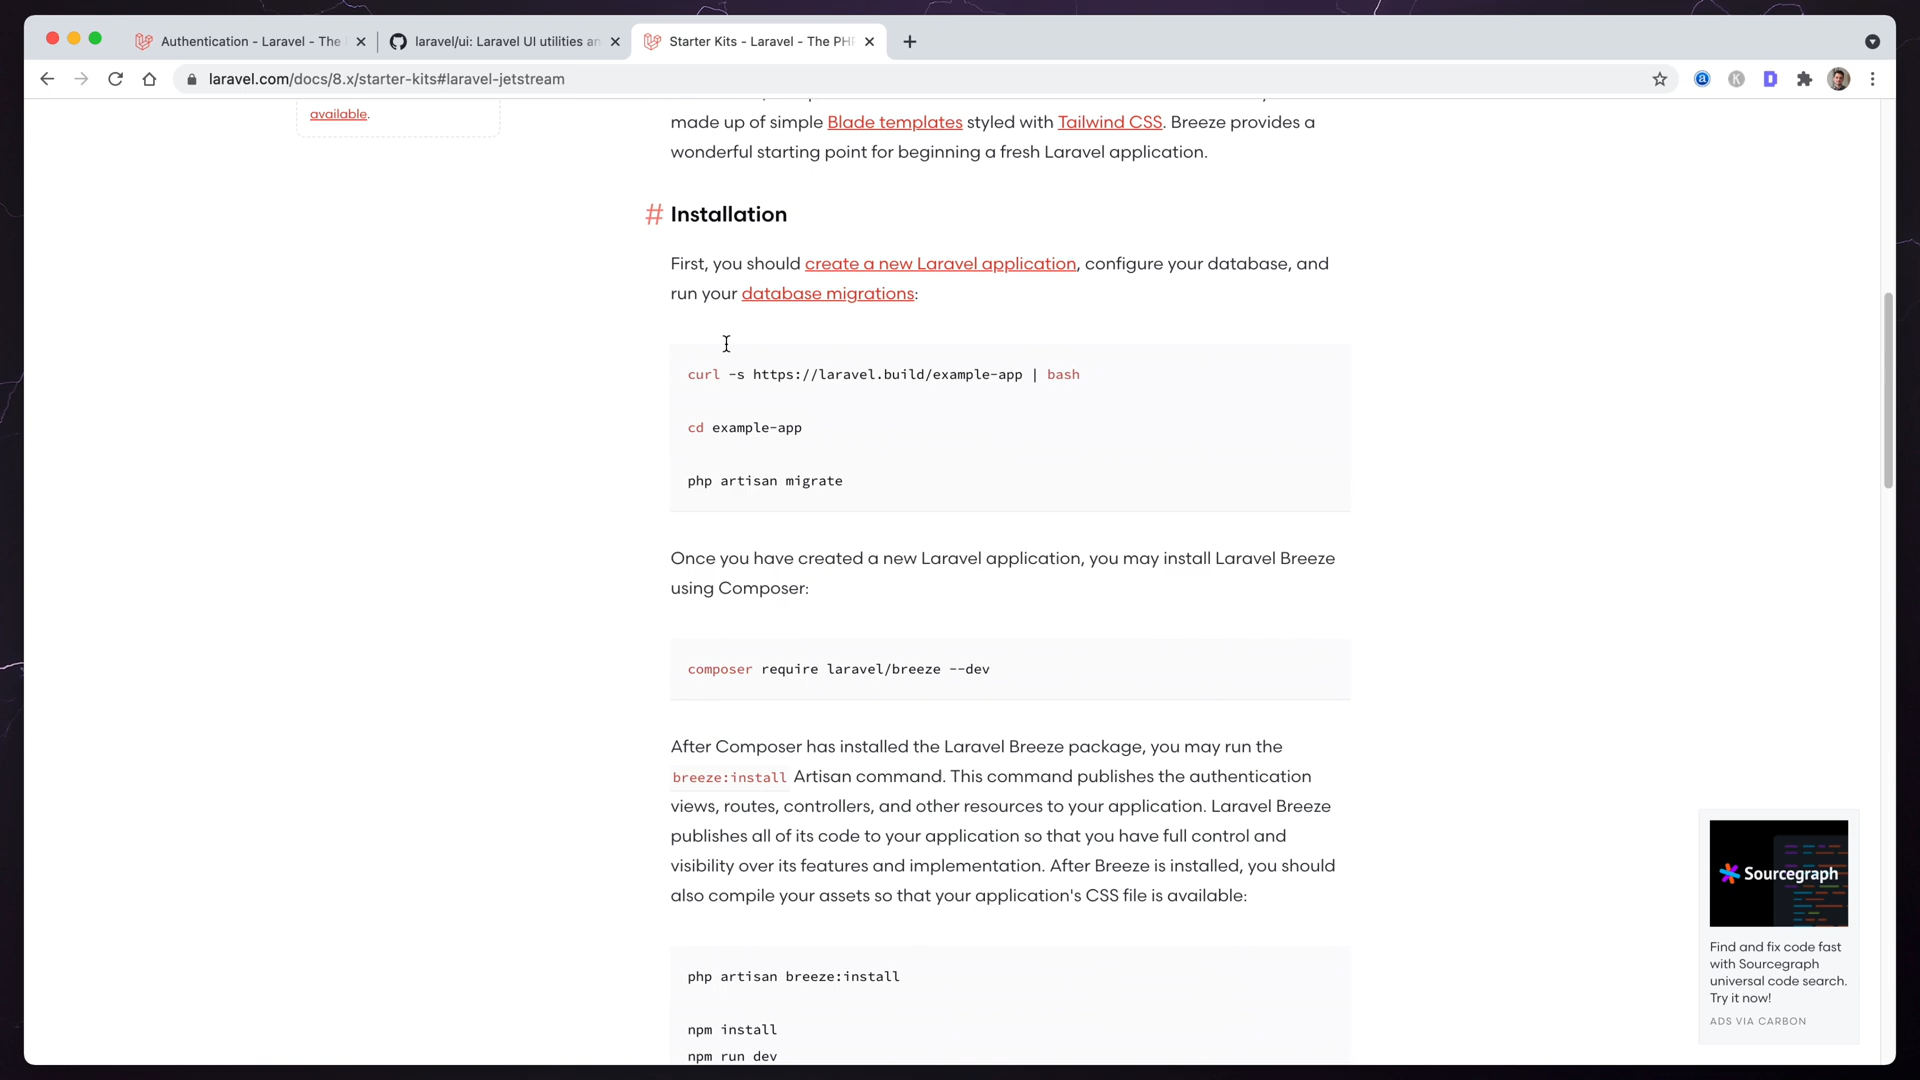 Authentication - Laravel - The
laravel/ui: Laravel UI utilities an
Starter Kits - Laravel - The PHP
laravel.com/docs/8.x/starter-kits#laravel-jetstream
available.
made up of simple Blade templates styled with Tailwind CSS. Breeze provides a
wonderful starting point for beginning a fresh Laravel application.
# Installation
First, you should create a new Laravel application, configure your database, and
run your database migrations:
curl -s https://laravel.build/example-app | bash
cd example-app
php artisan migrate
Once you have created a new Laravel application, you may install Laravel Breeze
using Composer:
composer require laravel/breeze --dev
After Composer has installed the Laravel Breeze package, you may run the
breeze:install Artisan command. This command publishes the authentication
views, routes, controllers, and other resources to your application. Laravel Breeze
publishes all of its code to your application so that you have full control and
visibility over its features and implementation. After Breeze is installed, you should
also compile your assets so that your application's CSS file is available:
php artisan breeze:install
npm install
npm run dev
Sourcegraph
Find and fix code fast
with Sourcegraph
universal code search.
Try it now!
ADS VIA CARBON